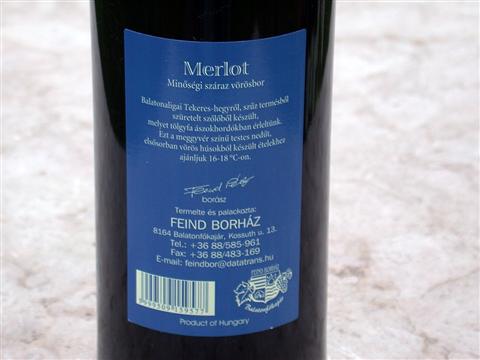 Merlot
Minőségi száraz vörösbor
Balatonaligai Tekeres-hegyről, szűz termésből
szüretelt szőlőből készült,
melyet tölgyfa ászokhordókban érleltünk.
Ezt a meggyvér színű testes nedűt,
elsősorban vörös húsokból készült ételekhez
ajánljuk 16-18 °C-on.
borász
Termelte és palackozta:
FEIND BORHÁZ
8164 Balatonfőkajár, Kossuth u. 13.
Tel.: +36 88/585-961
Fax: +36 88/483-169
E-mail: feindbor@datatrans.hu
FEIND BORHÁZ
Balatonfőkajár
Product of Hungary